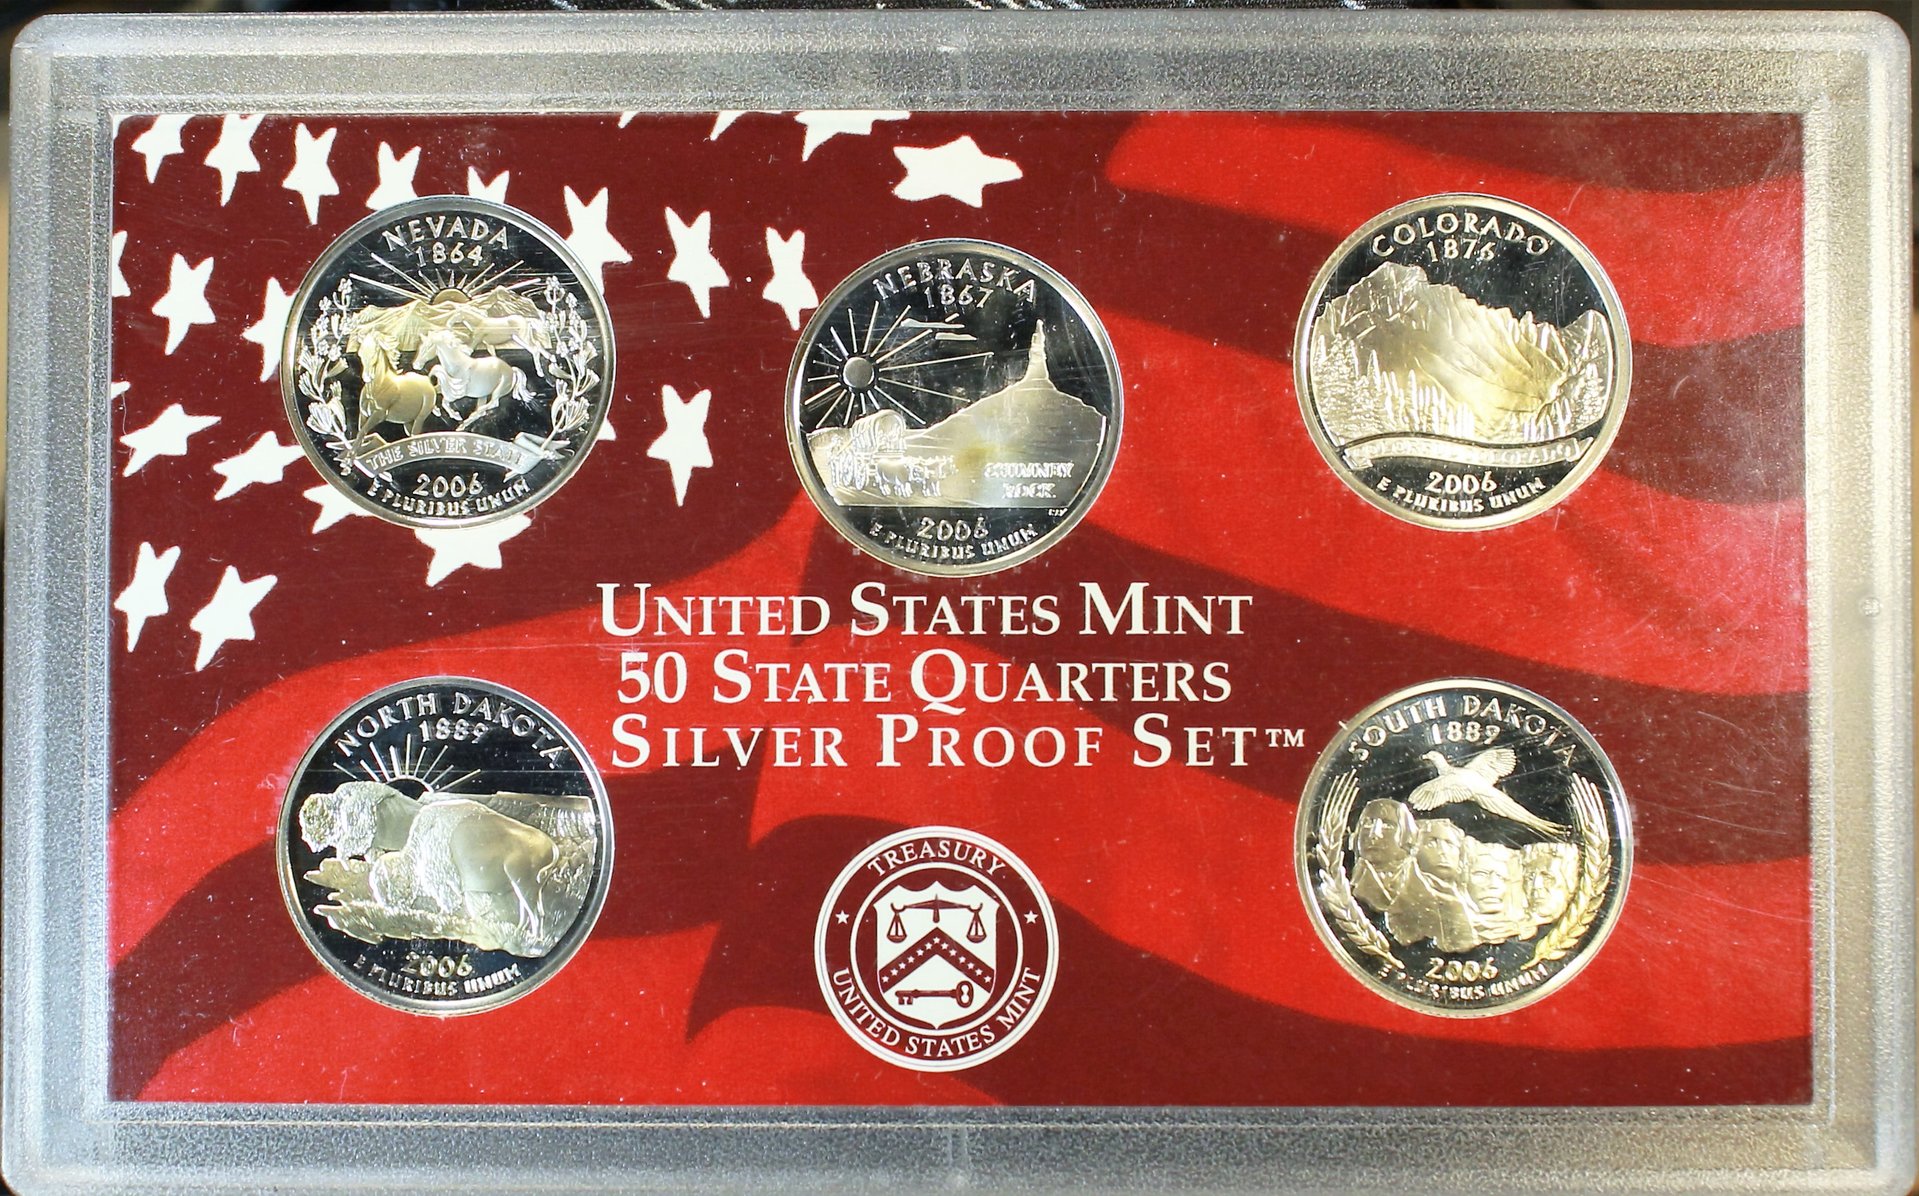 NEVADA
1864
THE SILVER STATE
2006
E PLURIBUS UNUM
NEBRASKA
1867
CHIMNEY
ROCK
2006
E PLURIBUS UNUM
COLORADO
1876
COLORFUL COLORADO
2006
E PLURIBUS UNUM
UNITED STATES MINT
50 STATE QUARTERS
SILVER PROOF SET™
NORTH DAKOTA
1889
2006
E PLURIBUS UNUM
TREASURY
UNITED STATES MINT
SOUTH DAKOTA
1889
2006
E PLURIBUS UNUM